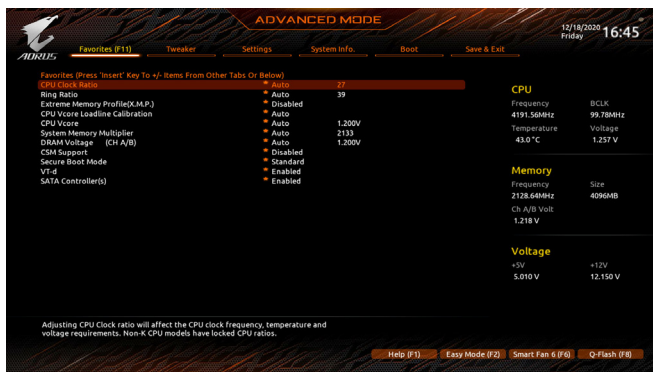 ADVANCED MODE
12/18/2020
Friday
16:45
AORUS
Favorites (F11) Tweaker Settings System Info. Boot Save & Exit
Favorites (Press 'Insert' Key To +/- Items From Other Tabs Or Below)
CPU Clock Ratio * Auto 27
Ring Ratio * Auto 39
Extreme Memory Profile(X.M.P.) * Disabled
CPU Vcore Loadline Calibration * Auto
CPU Vcore * Auto 1.200V
System Memory Multiplier * Auto 2133
DRAM Voltage (CH A/B) * Auto 1.200V
CSM Support * Disabled
Secure Boot Mode * Standard
VT-d * Enabled
SATA Controller(s) * Enabled
CPU
Frequency BCLK
4191.56MHz 99.78MHz
Temperature Voltage
43.0 °C 1.257 V
Memory
Frequency Size
2128.64MHz 4096MB
Ch A/B Volt
1.218 V
Voltage
+5V +12V
5.010 V 12.150 V
Adjusting CPU Clock ratio will affect the CPU clock frequency, temperature and
voltage requirements. Non-K CPU models have locked CPU ratios.
Help (F1) Easy Mode (F2) Smart Fan 6 (F6) Q-Flash (F8)